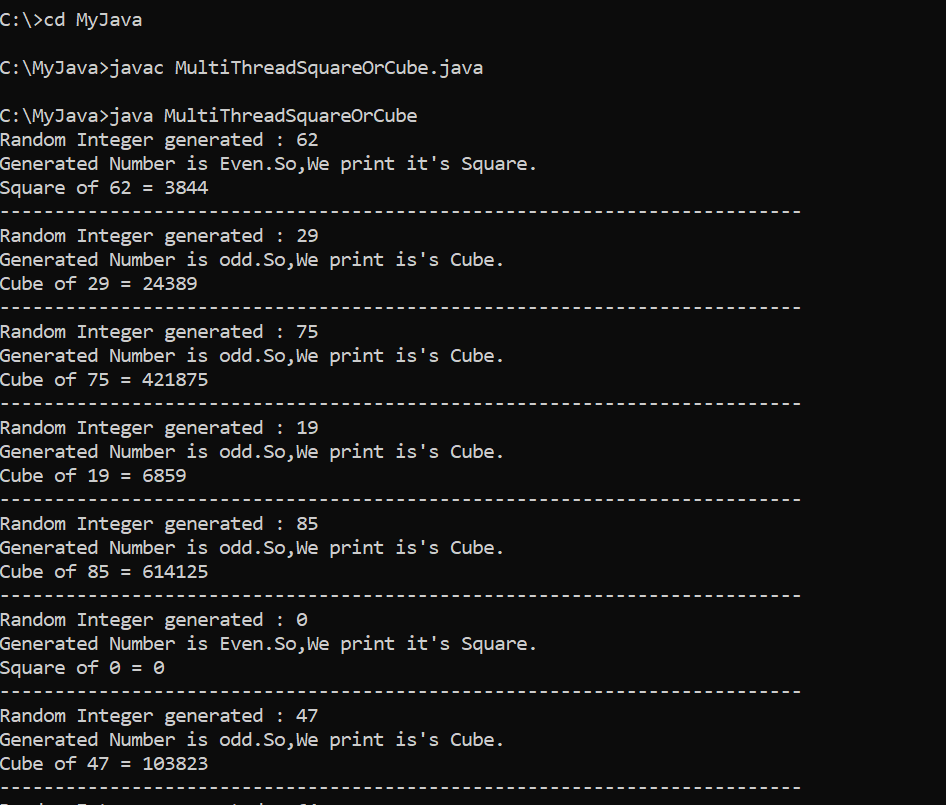 C:\>cd MyJava
C:\MyJava>javac MultiThreadSquareOrCube.java
C:\MyJava>java MultiThreadSquareOrCube
Random Integer generated : 62
Generated Number is Even.So,We print it's Square.
Square of 62 = 3844
-------------------------------------------------------------------------
Random Integer generated : 29
Generated Number is odd.So,We print is's Cube.
Cube of 29 = 24389
-------------------------------------------------------------------------
Random Integer generated : 75
Generated Number is odd.So,We print is's Cube.
Cube of 75 = 421875
-------------------------------------------------------------------------
Random Integer generated : 19
Generated Number is odd.So,We print is's Cube.
Cube of 19 = 6859
-------------------------------------------------------------------------
Random Integer generated : 85
Generated Number is odd.So,We print is's Cube.
Cube of 85 = 614125
-------------------------------------------------------------------------
Random Integer generated : 0
Generated Number is Even.So,We print it's Square.
Square of 0 = 0
-------------------------------------------------------------------------
Random Integer generated : 47
Generated Number is odd.So,We print is's Cube.
Cube of 47 = 103823
-------------------------------------------------------------------------